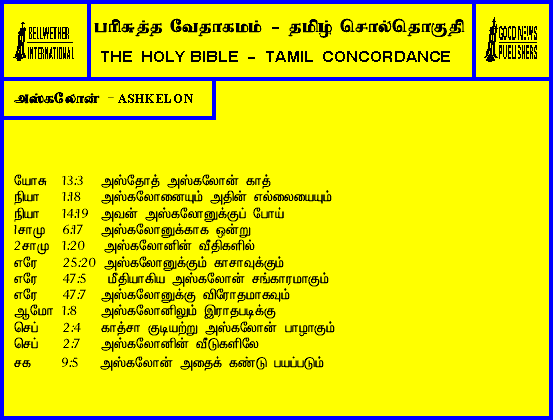 BELLWETHER
INTERNATIONAL
பரிசுத்த வேதாகமம் - தமிழ் சொல்தொகுதி
THE HOLY BIBLE - TAMIL CONCORDANCE
GOOD NEWS
PUBLISHERS
அஸ்கலோன் - ASHKELON
யோசு 13:3 அஸ்தோத் அஸ்கலோன் காத்
நியா 1:18 அஸ்கலோனையும் அதின் எல்லையையும்
நியா 14:19 அவன் அஸ்கலோனுக்குப் போய்
1சாமு 6:17 அஸ்கலோனுக்காக ஒன்று
2சாமு 1:20 அஸ்கலோனின் வீதிகளில்
எரே 25:20 அஸ்கலோனுக்கும் காசாவுக்கும்
எரே 47:5 மீதியாகிய அஸ்கலோன் சங்காரமாகும்
எரே 47:7 அஸ்கலோனுக்கு விரோதமாகவும்
ஆமோ 1:8 அஸ்கலோனிலும் இராதபடிக்கு
செப் 2:4 காத்சா குடியற்று அஸ்கலோன் பாழாகும்
செப் 2:7 அஸ்கலோனின் வீடுகளிலே
சக 9:5 அஸ்கலோன் அதைக் கண்டு பயப்படும்